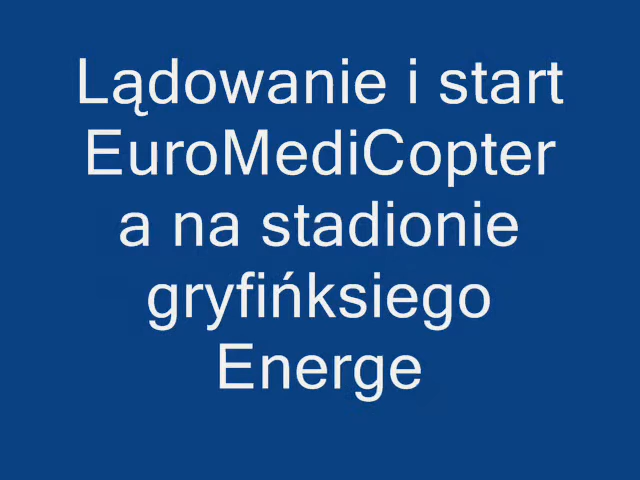 Lądowanie i start
EuroMediCopter
a na stadionie
gryfińksiego
Energe